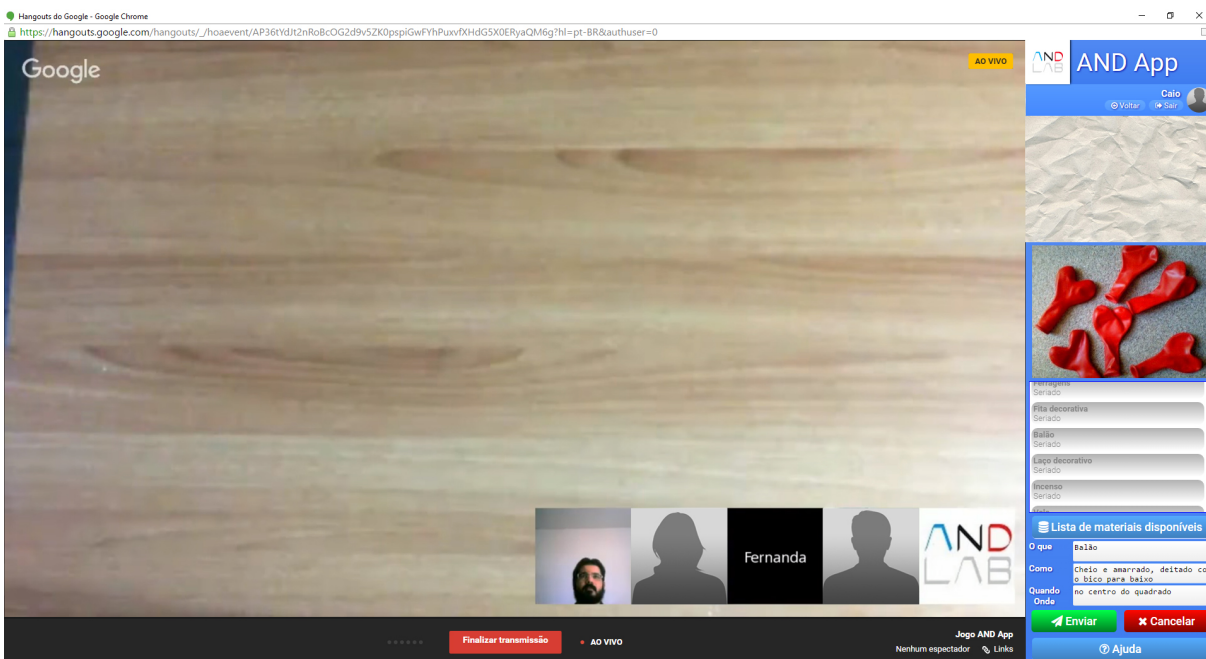 Hangouts do Google - Google Chrome
https://hangouts.google.com/hangouts/_/hoaevent/AP36tYdJt2nRoBcOG2d9v5ZK0pspiGwFYhPuxvfXHdG5X0ERyaQM6g?hl=pt-BR&authuser=0
Google
AO VIVO
AND
LAB
AND App
Caio
Voltar
Sair
Ferragens
Seriado
Fita decorativa
Seriado
Balão
Seriado
Laço decorativo
Seriado
Incenso
Seriado
Lista de materiais disponíveis
O que
Balão
Como
Cheio e amarrado, deitado co
o bico para baixo
Quando
Onde
no centro do quadrado
Enviar
Cancelar
Ajuda
Fernanda
AND
LAB
Finalizar transmissão
AO VIVO
Jogo AND App
Nenhum espectador
Links